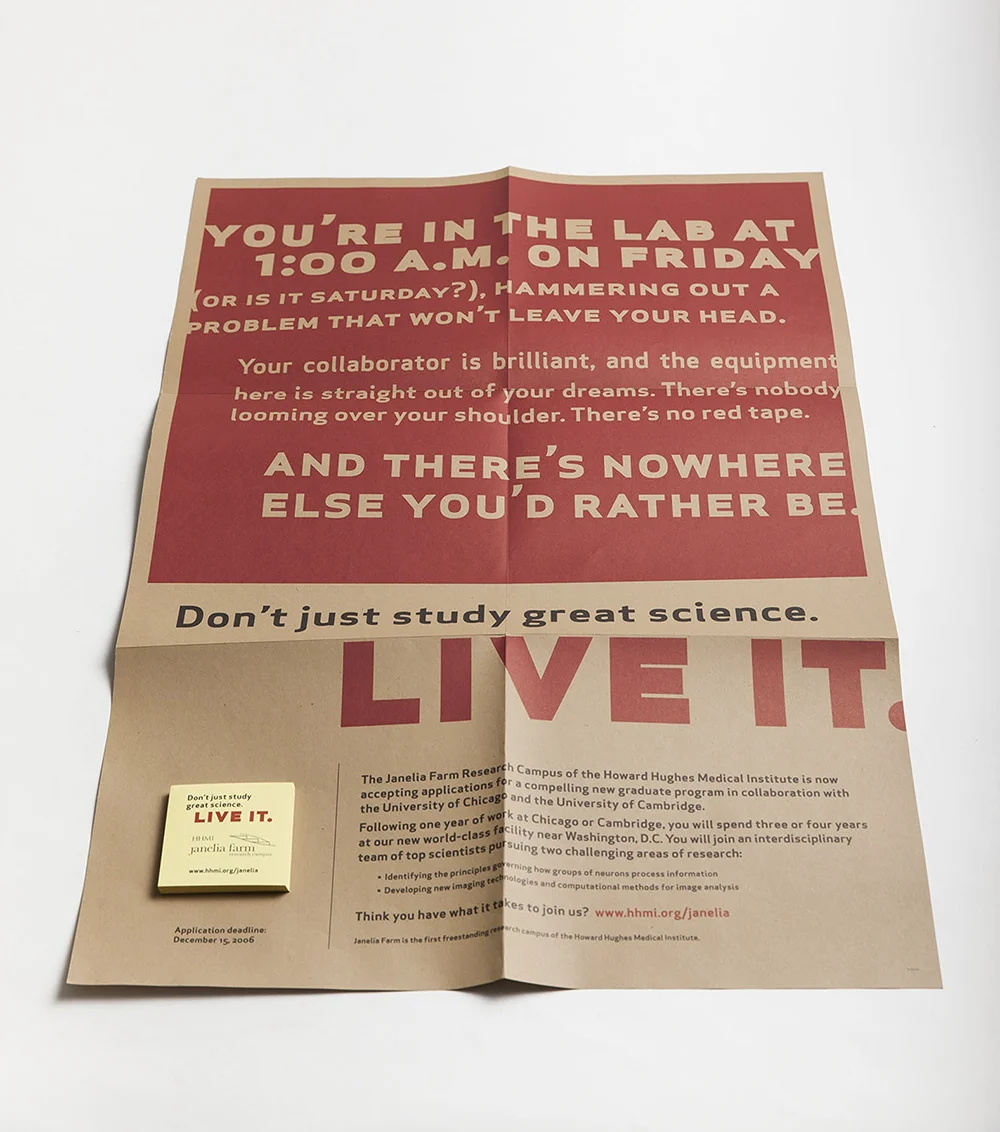 YOU'RE IN THE LAB AT
1:00 A.M. ON FRIDAY
(OR IS IT SATURDAY?), HAMMERING OUT A
PROBLEM THAT WON'T LEAVE YOUR HEAD.
Your collaborator is brilliant, and the equipment
here is straight out of your dreams. There's nobody
looming over your shoulder. There's no red tape.
AND THERE'S NOWHERE
ELSE YOU'D RATHER BE.
Don't just study great science.
LIVE IT.
Don't just study
great science.
LIVE IT.
HHMI
janelia farm
research campus
www.hhmi.org/janelia
Application deadline:
December 15, 2006
The Janelia Farm Research Campus of the Howard Hughes Medical Institute is now
accepting applications for a compelling new graduate program in collaboration with
the University of Chicago and the University of Cambridge.
Following one year of work at Chicago or Cambridge, you will spend three or four years
at our new world-class facility near Washington, D.C. You will join an interdisciplinary
team of top scientists pursuing two challenging areas of research:
• Identifying the principles governing how groups of neurons process information
• Developing new imaging technologies and computational methods for image analysis
Think you have what it takes to join us? www.hhmi.org/janelia
Janelia Farm is the first freestanding research campus of the Howard Hughes Medical Institute.